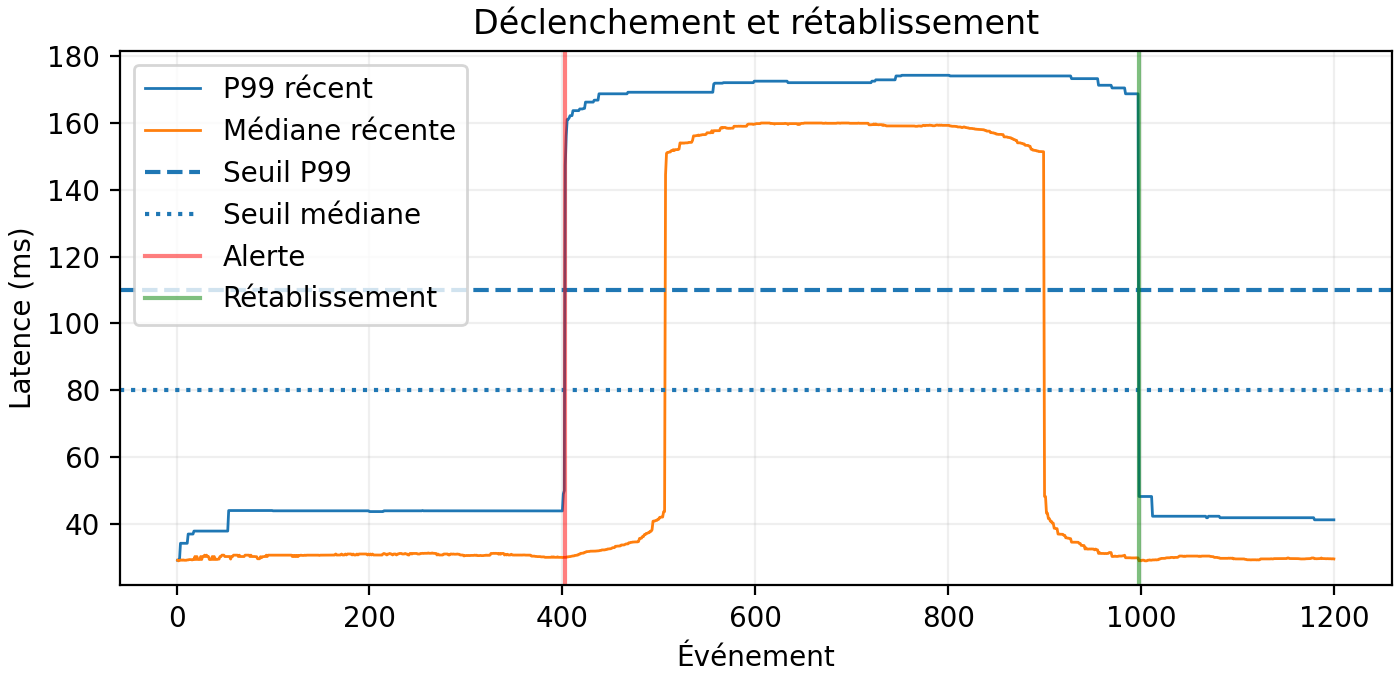 Déclenchement et rétablissement
Latence (ms)
180
160
140
120
100
80
60
40
P99 récent
Médiane récente
Seuil P99
Seuil médiane
Alerte
Rétablissement
0 200 400 600 800 1000 1200
Événement